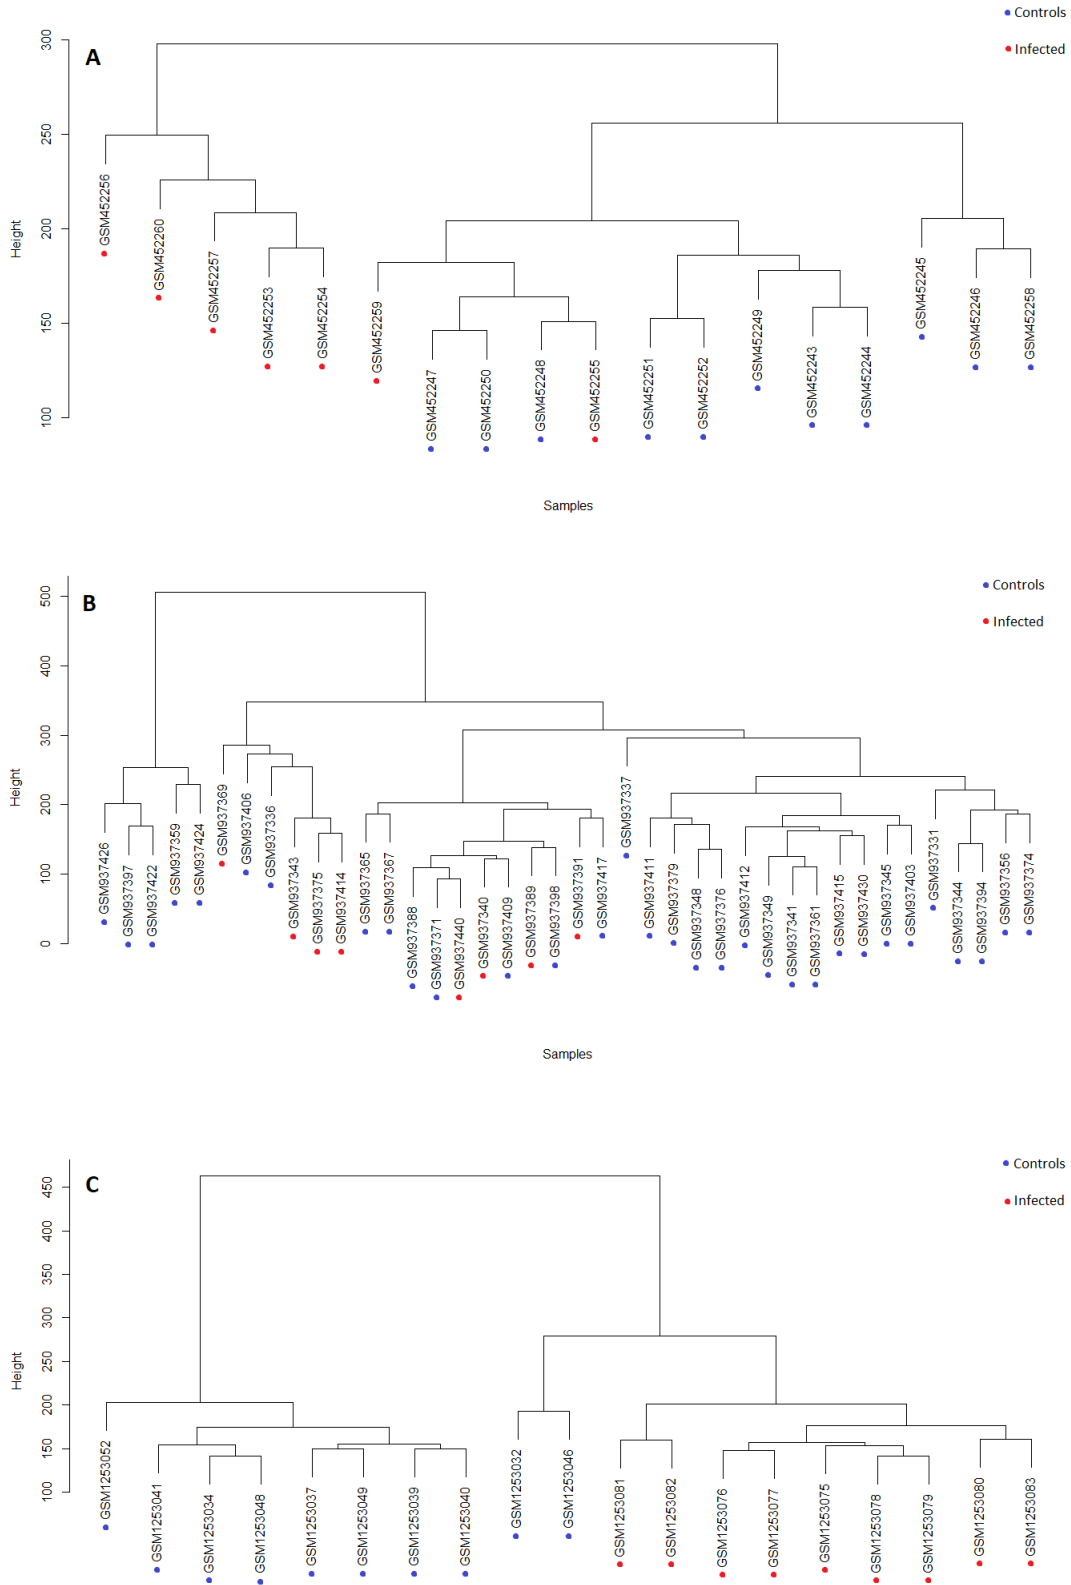 Controls
Infected
A
300
250
200
150
100
Height
GSM452256
GSM452260
GSM452257
GSM452253
GSM452254
GSM452259
GSM452247
GSM452250
GSM452248
GSM452255
GSM452251
GSM452252
GSM452249
GSM452243
GSM452244
GSM452245
GSM452246
GSM452258
Samples
Controls
Infected
B
500
400
300
200
100
0
Height
GSM937426
GSM937397
GSM937422
GSM937359
GSM937424
GSM937369
GSM937406
GSM937336
GSM937343
GSM937375
GSM937414
GSM937365
GSM937367
GSM937388
GSM937371
GSM937440
GSM937340
GSM937409
GSM937389
GSM937398
GSM937391
GSM937417
GSM937337
GSM937411
GSM937379
GSM937348
GSM937376
GSM937412
GSM937349
GSM937341
GSM937361
GSM937415
GSM937430
GSM937345
GSM937403
GSM937331
GSM937344
GSM937394
GSM937356
GSM937374
Samples
Controls
Infected
C
450
400
350
300
250
200
150
100
Height
GSM1253052
GSM1253041
GSM1253034
GSM1253048
GSM1253037
GSM1253049
GSM1253039
GSM1253040
GSM1253032
GSM1253046
GSM1253081
GSM1253082
GSM1253076
GSM1253077
GSM1253075
GSM1253078
GSM1253079
GSM1253080
GSM1253083